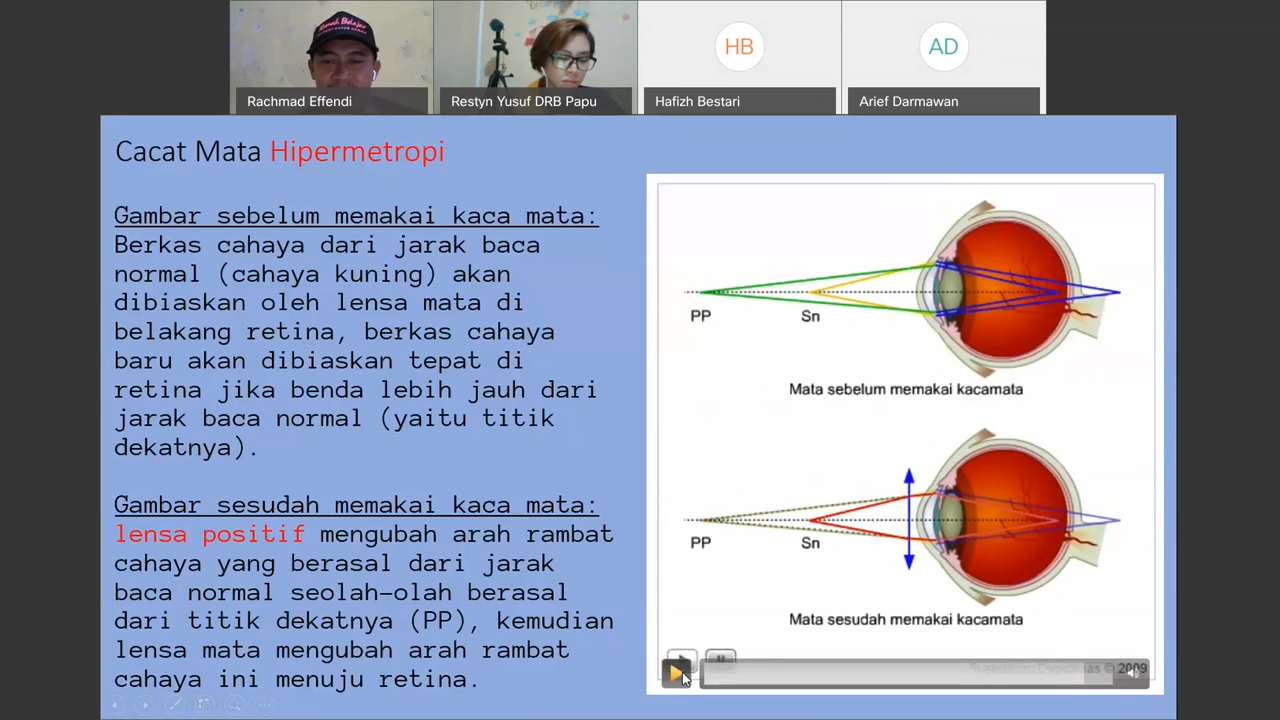 Rumah Belajar
HB
AD
Rachmad Effendi
Restyn Yusuf DRB Papu
Hafizh Bestari
Arief Darmawan
Cacat Mata Hipermetropi
Gambar sebelum memakai kaca mata:
Berkas cahaya dari jarak baca
normal (cahaya kuning) akan
dibiaskan oleh lensa mata di
belakang retina, berkas cahaya
baru akan dibiaskan tepat di
retina jika benda lebih jauh dari
jarak baca normal (yaitu titik
dekatnya).
Gambar sesudah memakai kaca mata:
lensa positif mengubah arah rambat
cahaya yang berasal dari jarak
baca normal seolah-olah berasal
dari titik dekatnya (PP), kemudian
lensa mata mengubah arah rambat
cahaya ini menuju retina.
PP
Sn
Mata sebelum memakai kacamata
PP
Sn
Mata sesudah memakai kacamata
© 2009